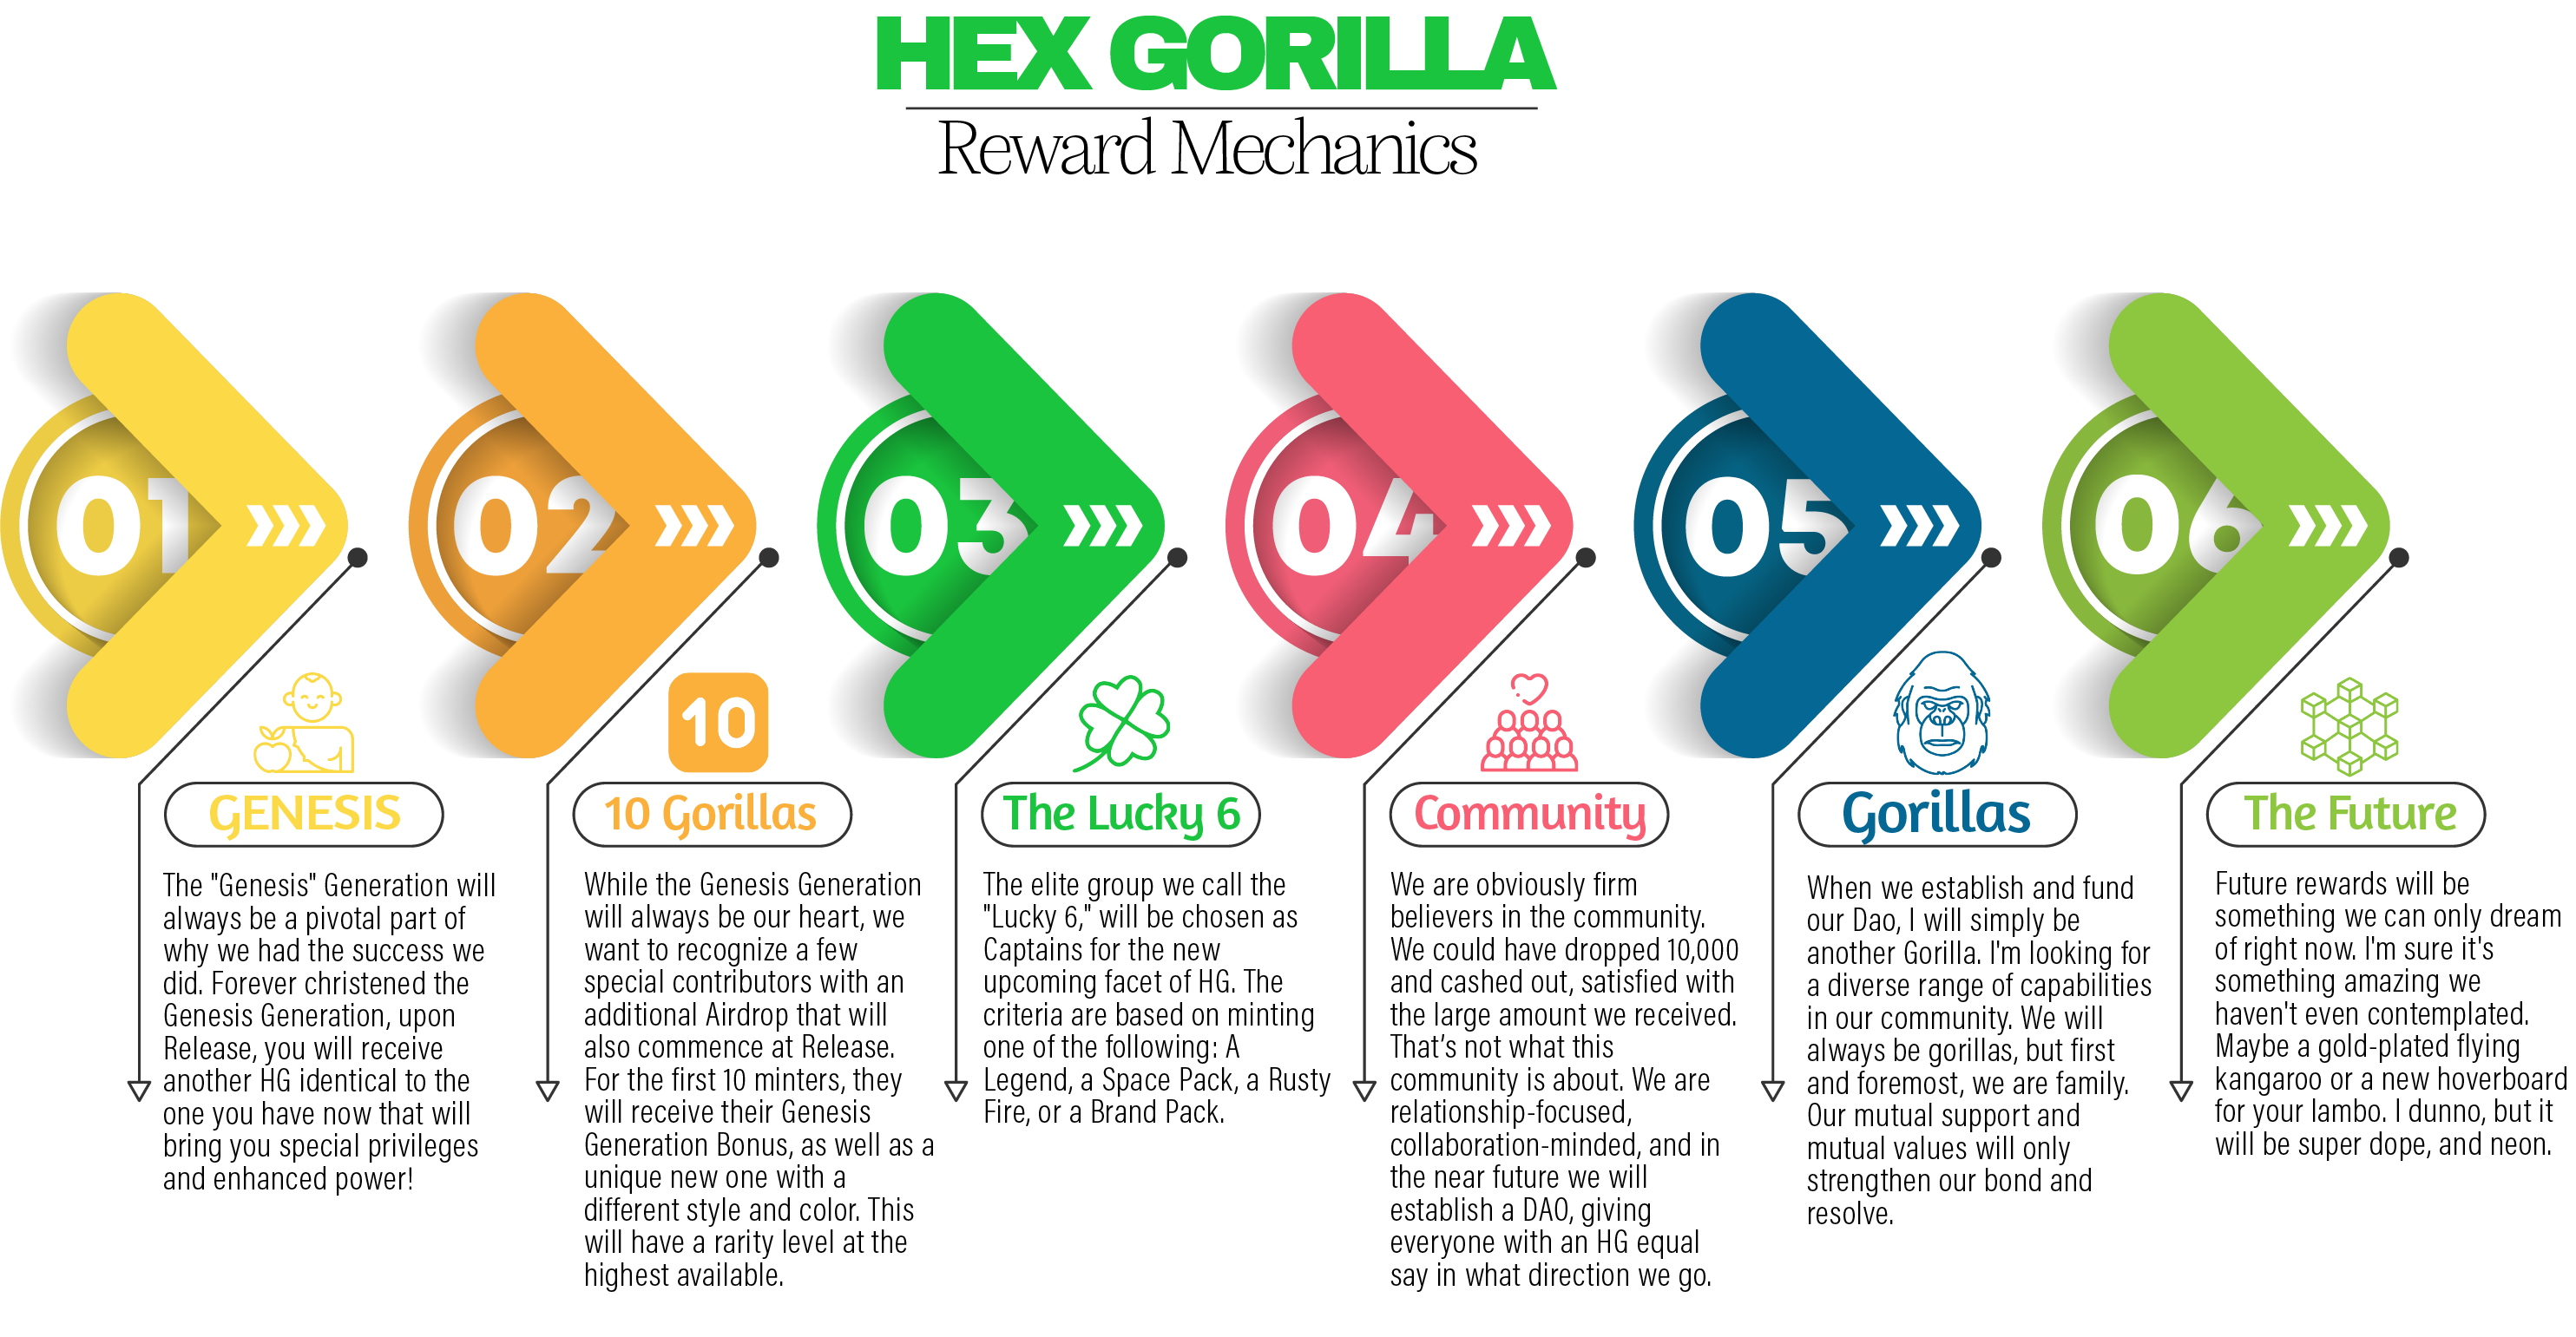 HEX GORILLA
Reward Mechanics
01
02
03
04
05
06
10
GENESIS
The "Genesis" Generation will
always be a pivotal part of
why we had the success we
did. Forever christened the
Genesis Generation, upon
Release, you will receive
another HG identical to the
one you have now that will
bring you special privileges
and enhanced power!
10 Gorillas
While the Genesis Generation
will always be our heart, we
want to recognize a few
special contributors with an
additional Airdrop that will
also commence at Release.
For the first 10 minters, they
will receive their Genesis
Generation Bonus, as well as a
unique new one with a
different style and color. This
will have a rarity level at the
highest available.
The Lucky 6
The elite group we call the
"Lucky 6," will be chosen as
Captains for the new
upcoming facet of HG. The
criteria are based on minting
one of the following: A
Legend, a Space Pack, a Rusty
Fire, or a Brand Pack.
Community
We are obviously firm
believers in the community.
We could have dropped 10,000
and cashed out, satisfied with
the large amount we received.
That's not what this
community is about. We are
relationship-focused,
collaboration-minded, and in
the near future we will
establish a DAO, giving
everyone with an HG equal
say in what direction we go.
Gorillas
When we establish and fund
our Dao, I will simply be
another Gorilla. I'm looking for
a diverse range of capabilities
in our community. We will
always be gorillas, but first
and foremost, we are family.
Our mutual support and
mutual values will only
strengthen our bond and
resolve.
The Future
Future rewards will be
something we can only dream
of right now. I'm sure it's
something amazing we
haven't even contemplated.
Maybe a gold-plated flying
kangaroo or a new hoverboard
for your lambo. I dunno, but it
will be super dope, and neon.